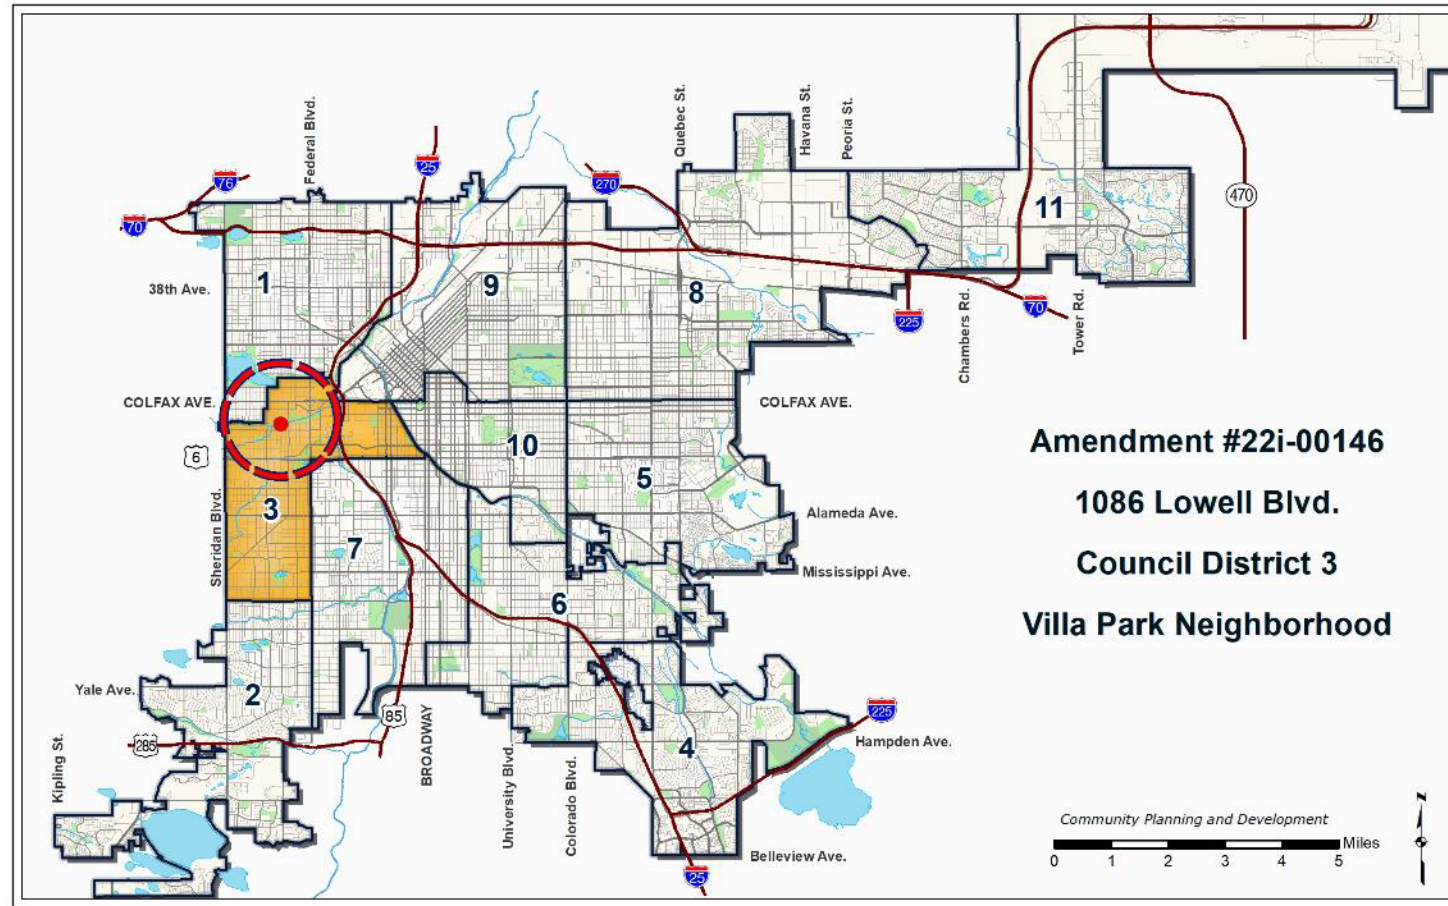 Federal Blvd.
Quebec St.
Havana St.
Peoria St.
25
76
270
70
470
11
1
9
8
38th Ave.
225
70
Chambers Rd.
Tower Rd.
COLFAX AVE.
COLFAX AVE.
6
10
5
3
7
Sheridan Blvd.
Alameda Ave.
Mississippi Ave.
6
Amendment #22i-00146
1086 Lowell Blvd.
Council District 3
Villa Park Neighborhood
Yale Ave.
2
85
285
BROADWAY
4
225
Hampden Ave.
Kipling St.
University Blvd.
Colorado Blvd.
Belleview Ave.
25
Community Planning and Development
Miles
0 1 2 3 4 5
z